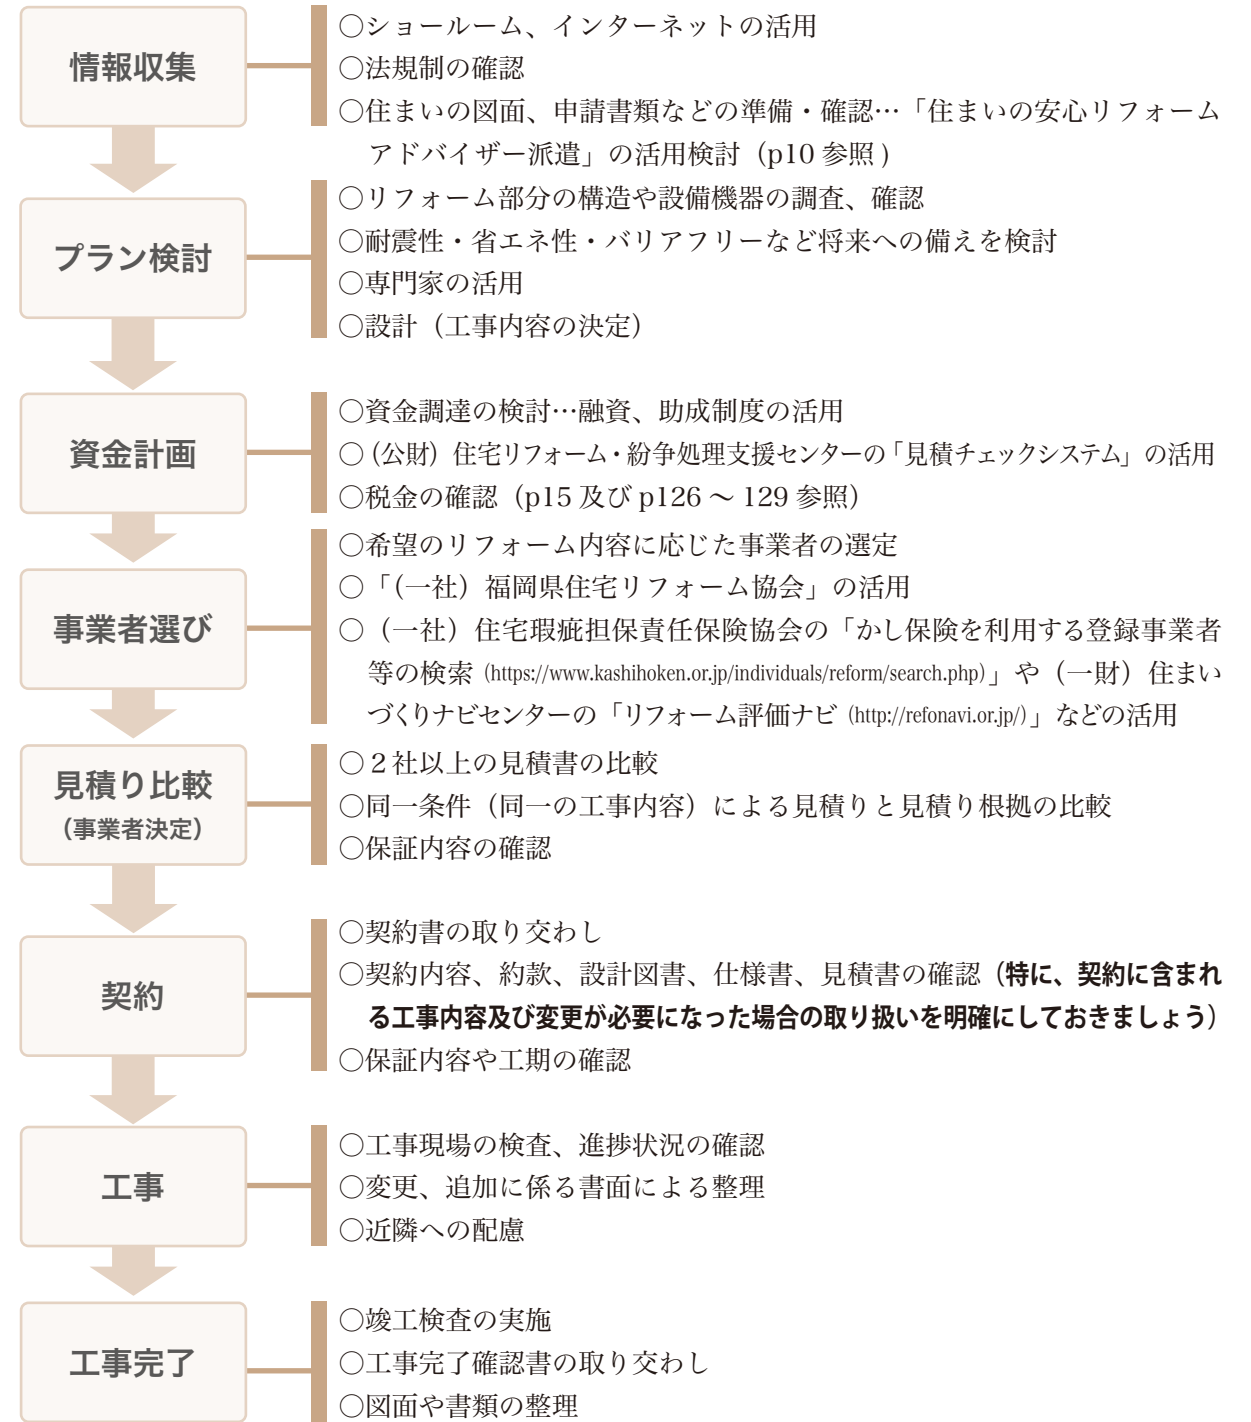 情報収集
○ショールーム、インターネットの活用
○法規制の確認
○住まいの図面、申請書類などの準備・確認…「住まいの安心リフォーム
アドバイザー派遣」の活用検討（p10 参照 )
プラン検討
○リフォーム部分の構造や設備機器の調査、確認
○耐震性・省エネ性・バリアフリーなど将来への備えを検討
○専門家の活用
○設計（工事内容の決定）
資金計画
○資金調達の検討…融資、助成制度の活用
○（公財）住宅リフォーム・紛争処理支援センターの「見積チェックシステム」の活用
○税金の確認（p15 及び p126 ～ 129 参照）
事業者選び
○希望のリフォーム内容に応じた事業者の選定
○「（一社）福岡県住宅リフォーム協会」の活用
○（一社）住宅瑕疵担保責任保険協会の「かし保険を利用する登録事業者
等の検索（https://www.kashihoken.or.jp/individuals/reform/search.php）」や（一財）住まい
づくりナビセンターの「リフォーム評価ナビ（http://refonavi.or.jp/）」などの活用
見積り比較
（事業者決定）
○２社以上の見積書の比較
○同一条件（同一の工事内容）による見積りと見積り根拠の比較
○保証内容の確認
契約
○契約書の取り交わし
○契約内容、約款、設計図書、仕様書、見積書の確認（特に、契約に含まれ
る工事内容及び変更が必要になった場合の取り扱いを明確にしておきましょう）
○保証内容や工期の確認
工事
○工事現場の検査、進捗状況の確認
○変更、追加に係る書面による整理
○近隣への配慮
工事完了
○竣工検査の実施
○工事完了確認書の取り交わし
○図面や書類の整理